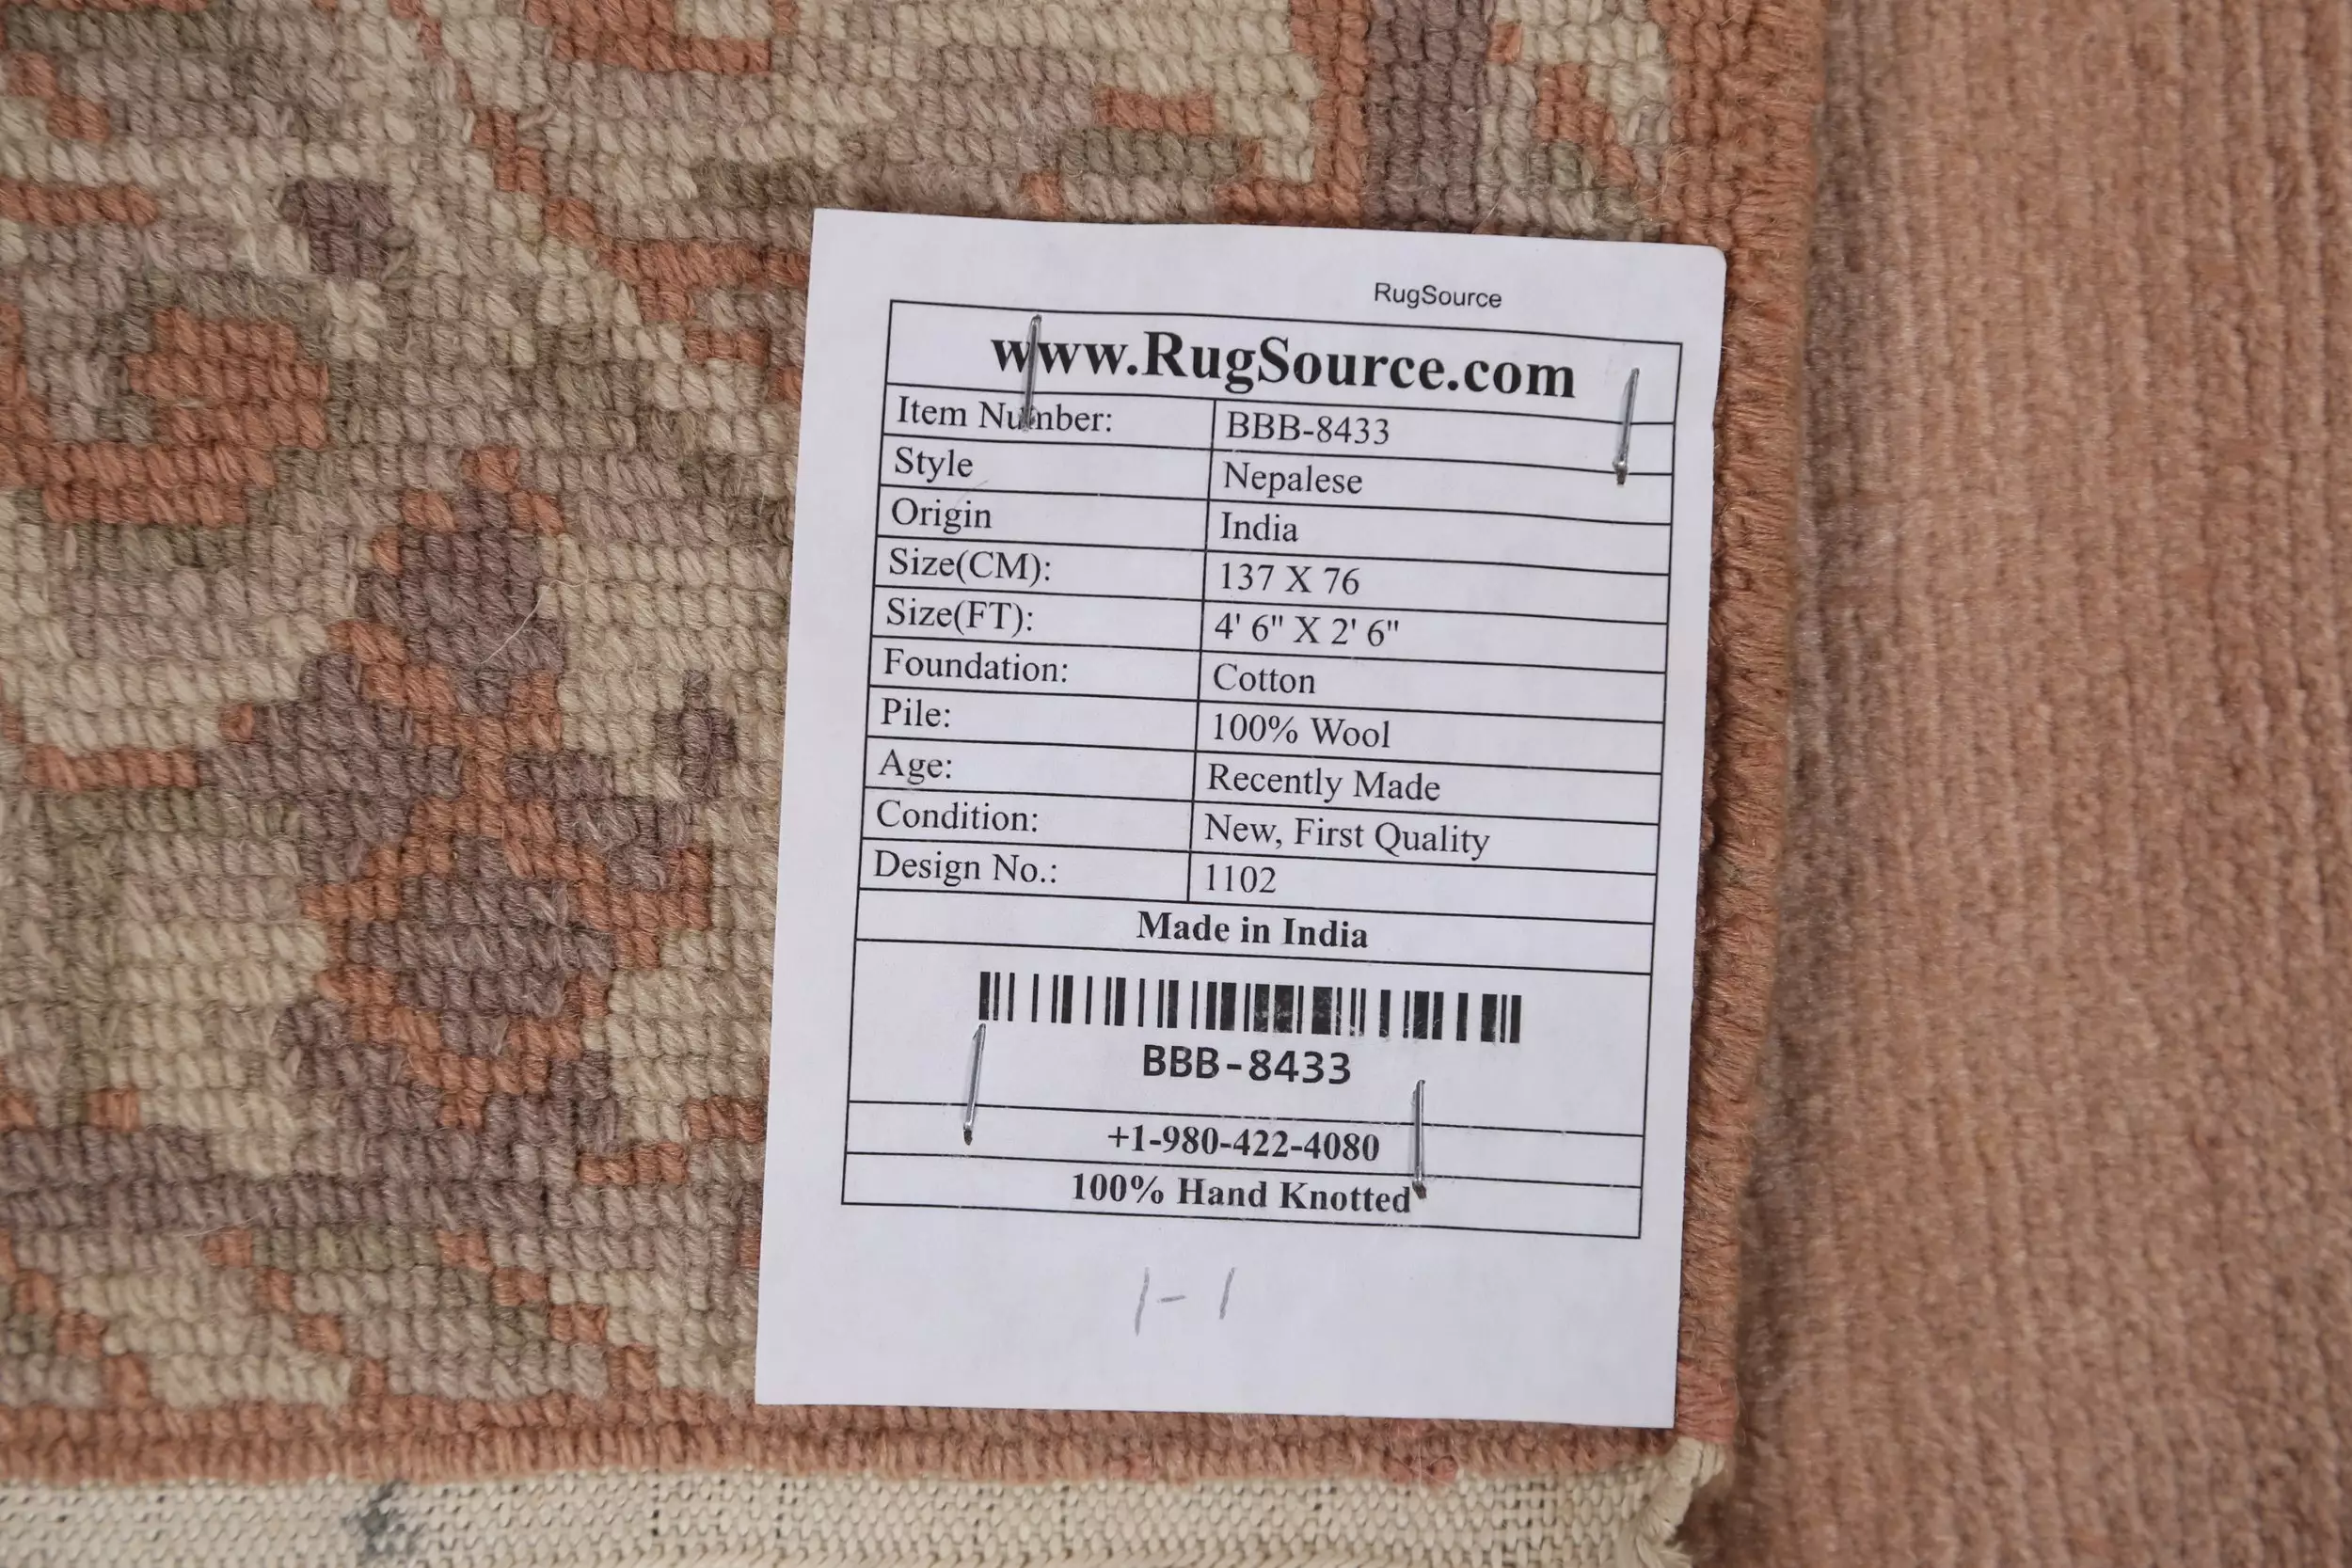 RugSource
www.RugSource.com
Item Number: BBB-8433
Style Nepalese
Origin India
Size(CM): 137 X 76
Size(FT): 4' 6" X 2' 6"
Foundation: Cotton
Pile: 100% Wool
Age: Recently Made
Condition: New, First Quality
Design No.: 1102
Made in India
BBB-8433
+1-980-422-4080
100% Hand Knotted
1-1